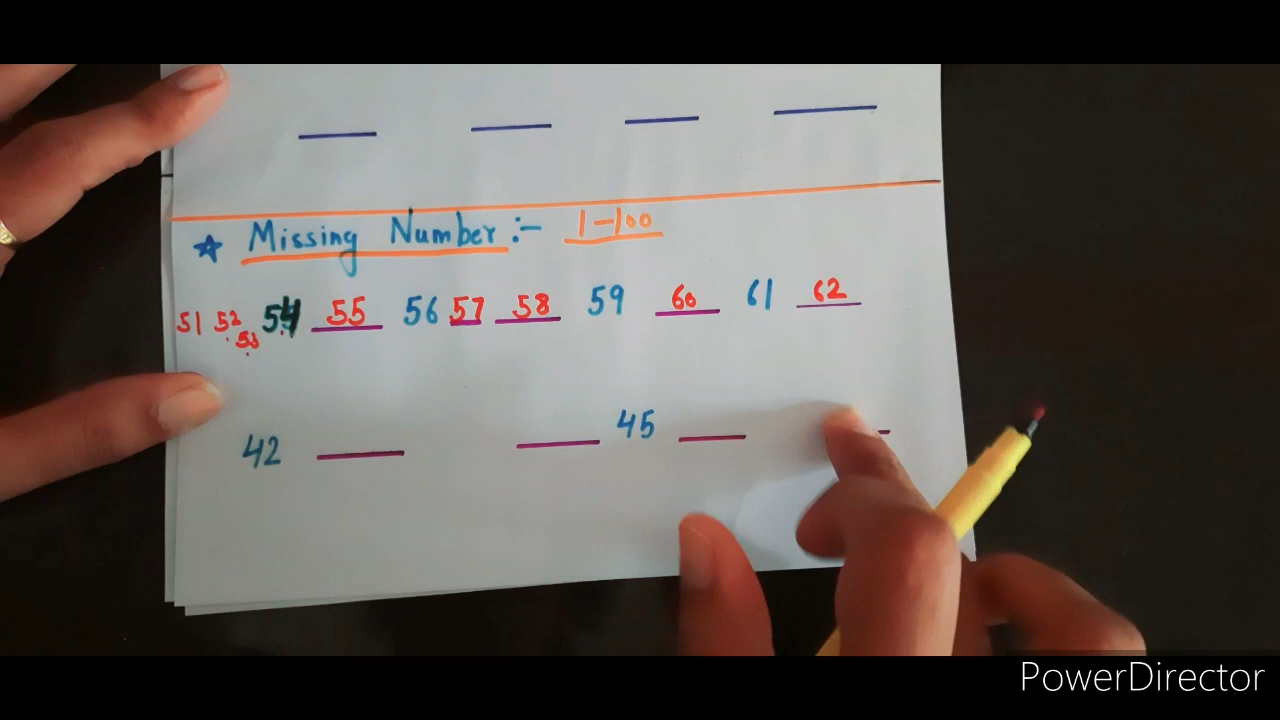 ☆ Missing Number :- 1-100
51 52 53 54 55 56 57 58 59 60 61 62
42 45
PowerDirector